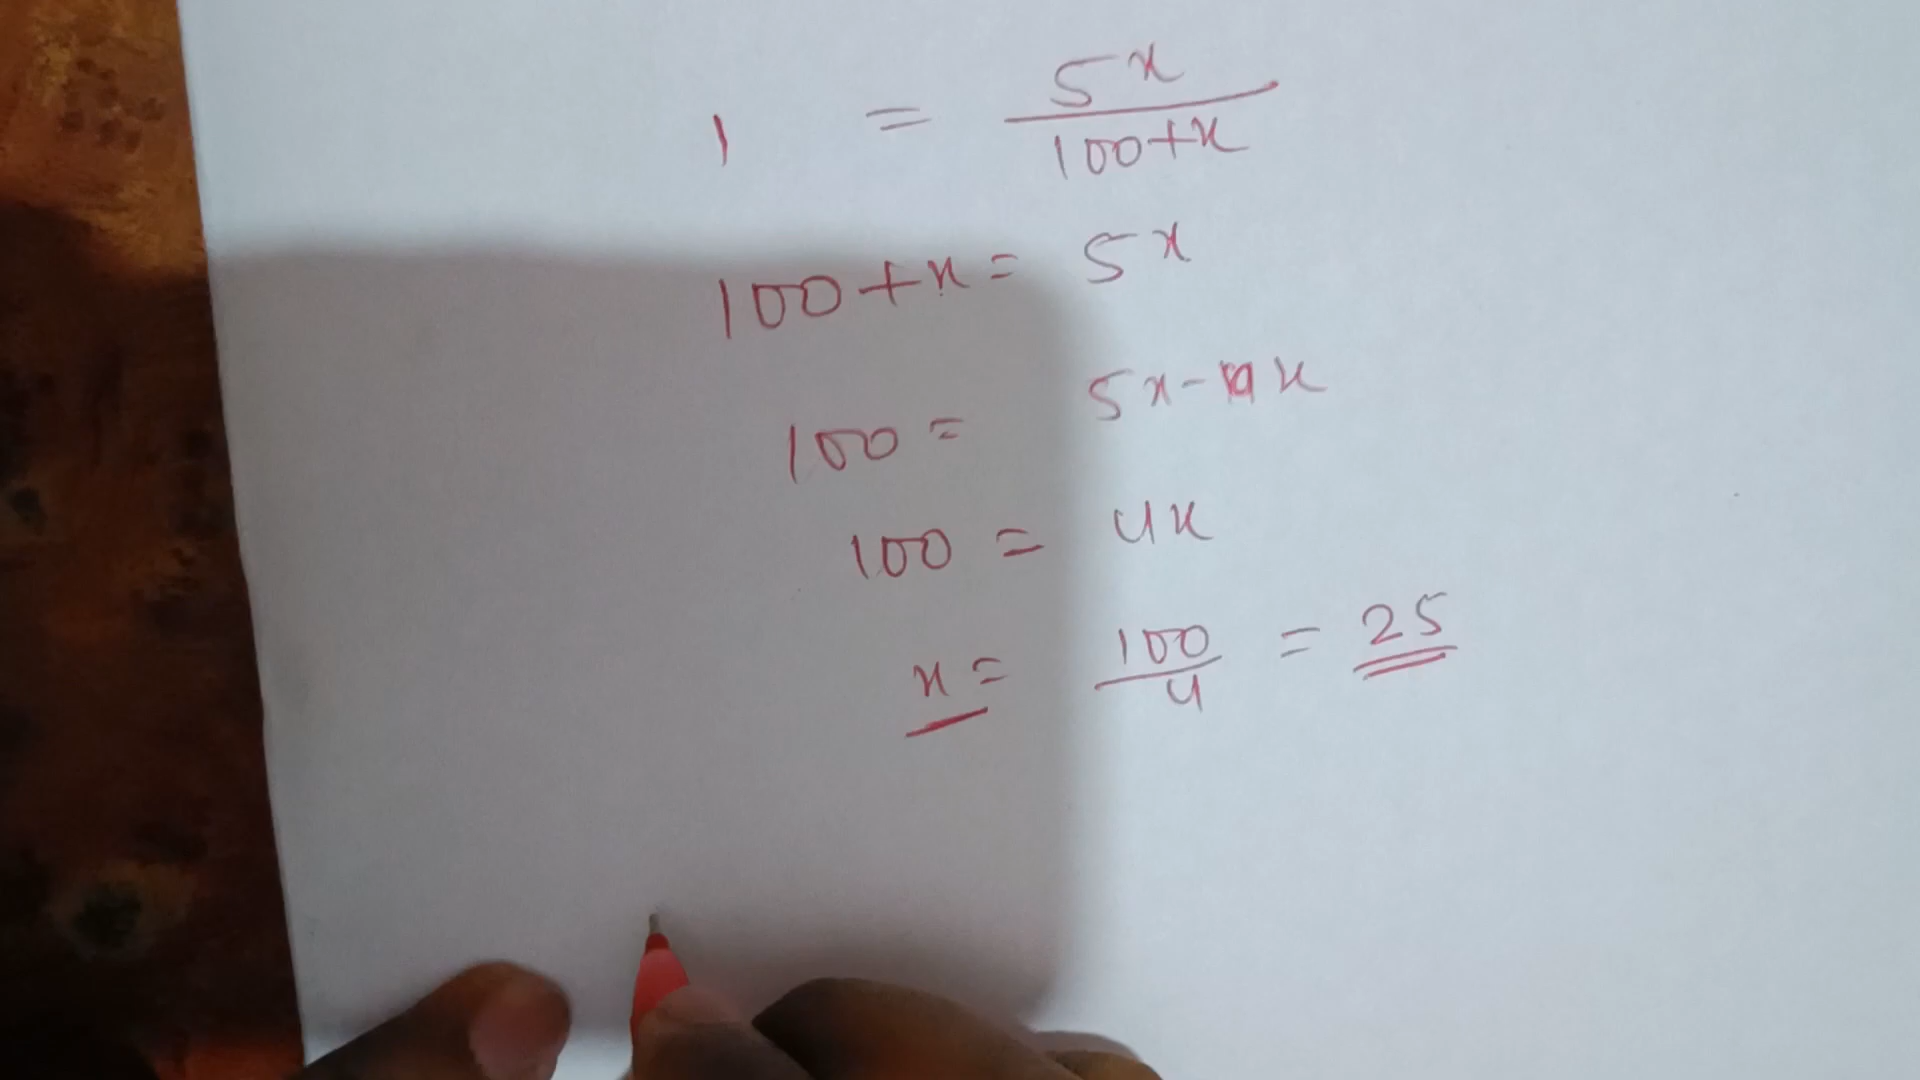 1 = 5x/100+x
100+x = 5x
100 = 5x-x
100 = 4x
x = 100/4 = 25